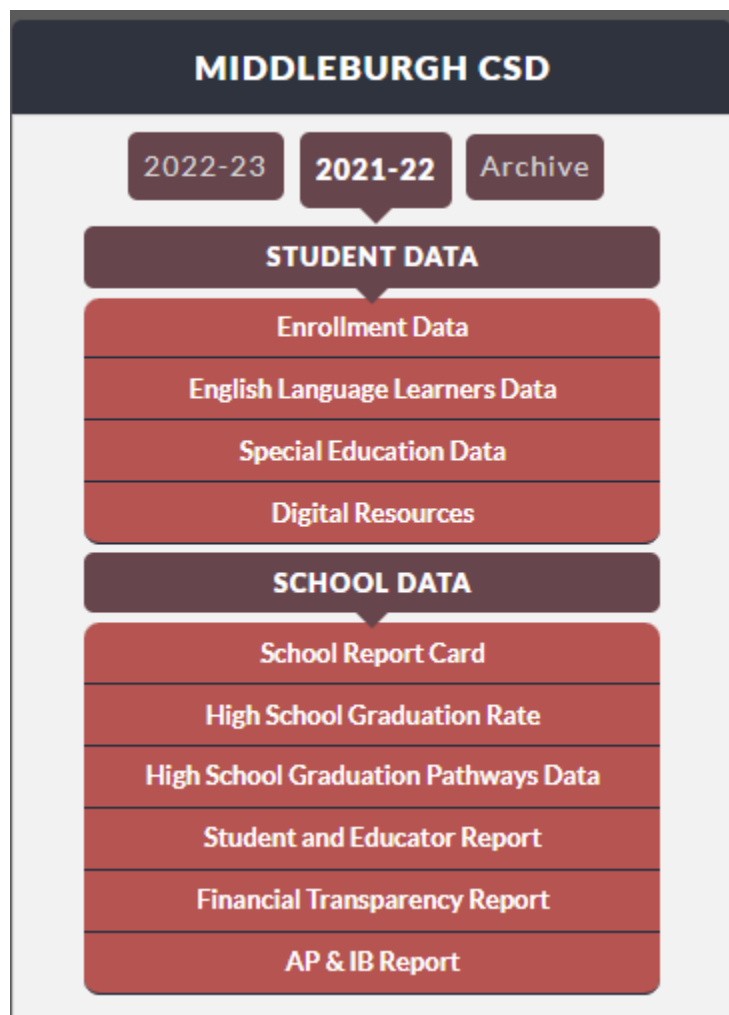 MIDDLEBURGH CSD
2022-23 2021-22 Archive
STUDENT DATA
Enrollment Data
English Language Learners Data
Special Education Data
Digital Resources
SCHOOL DATA
School Report Card
High School Graduation Rate
High School Graduation Pathways Data
Student and Educator Report
Financial Transparency Report
AP & IB Report